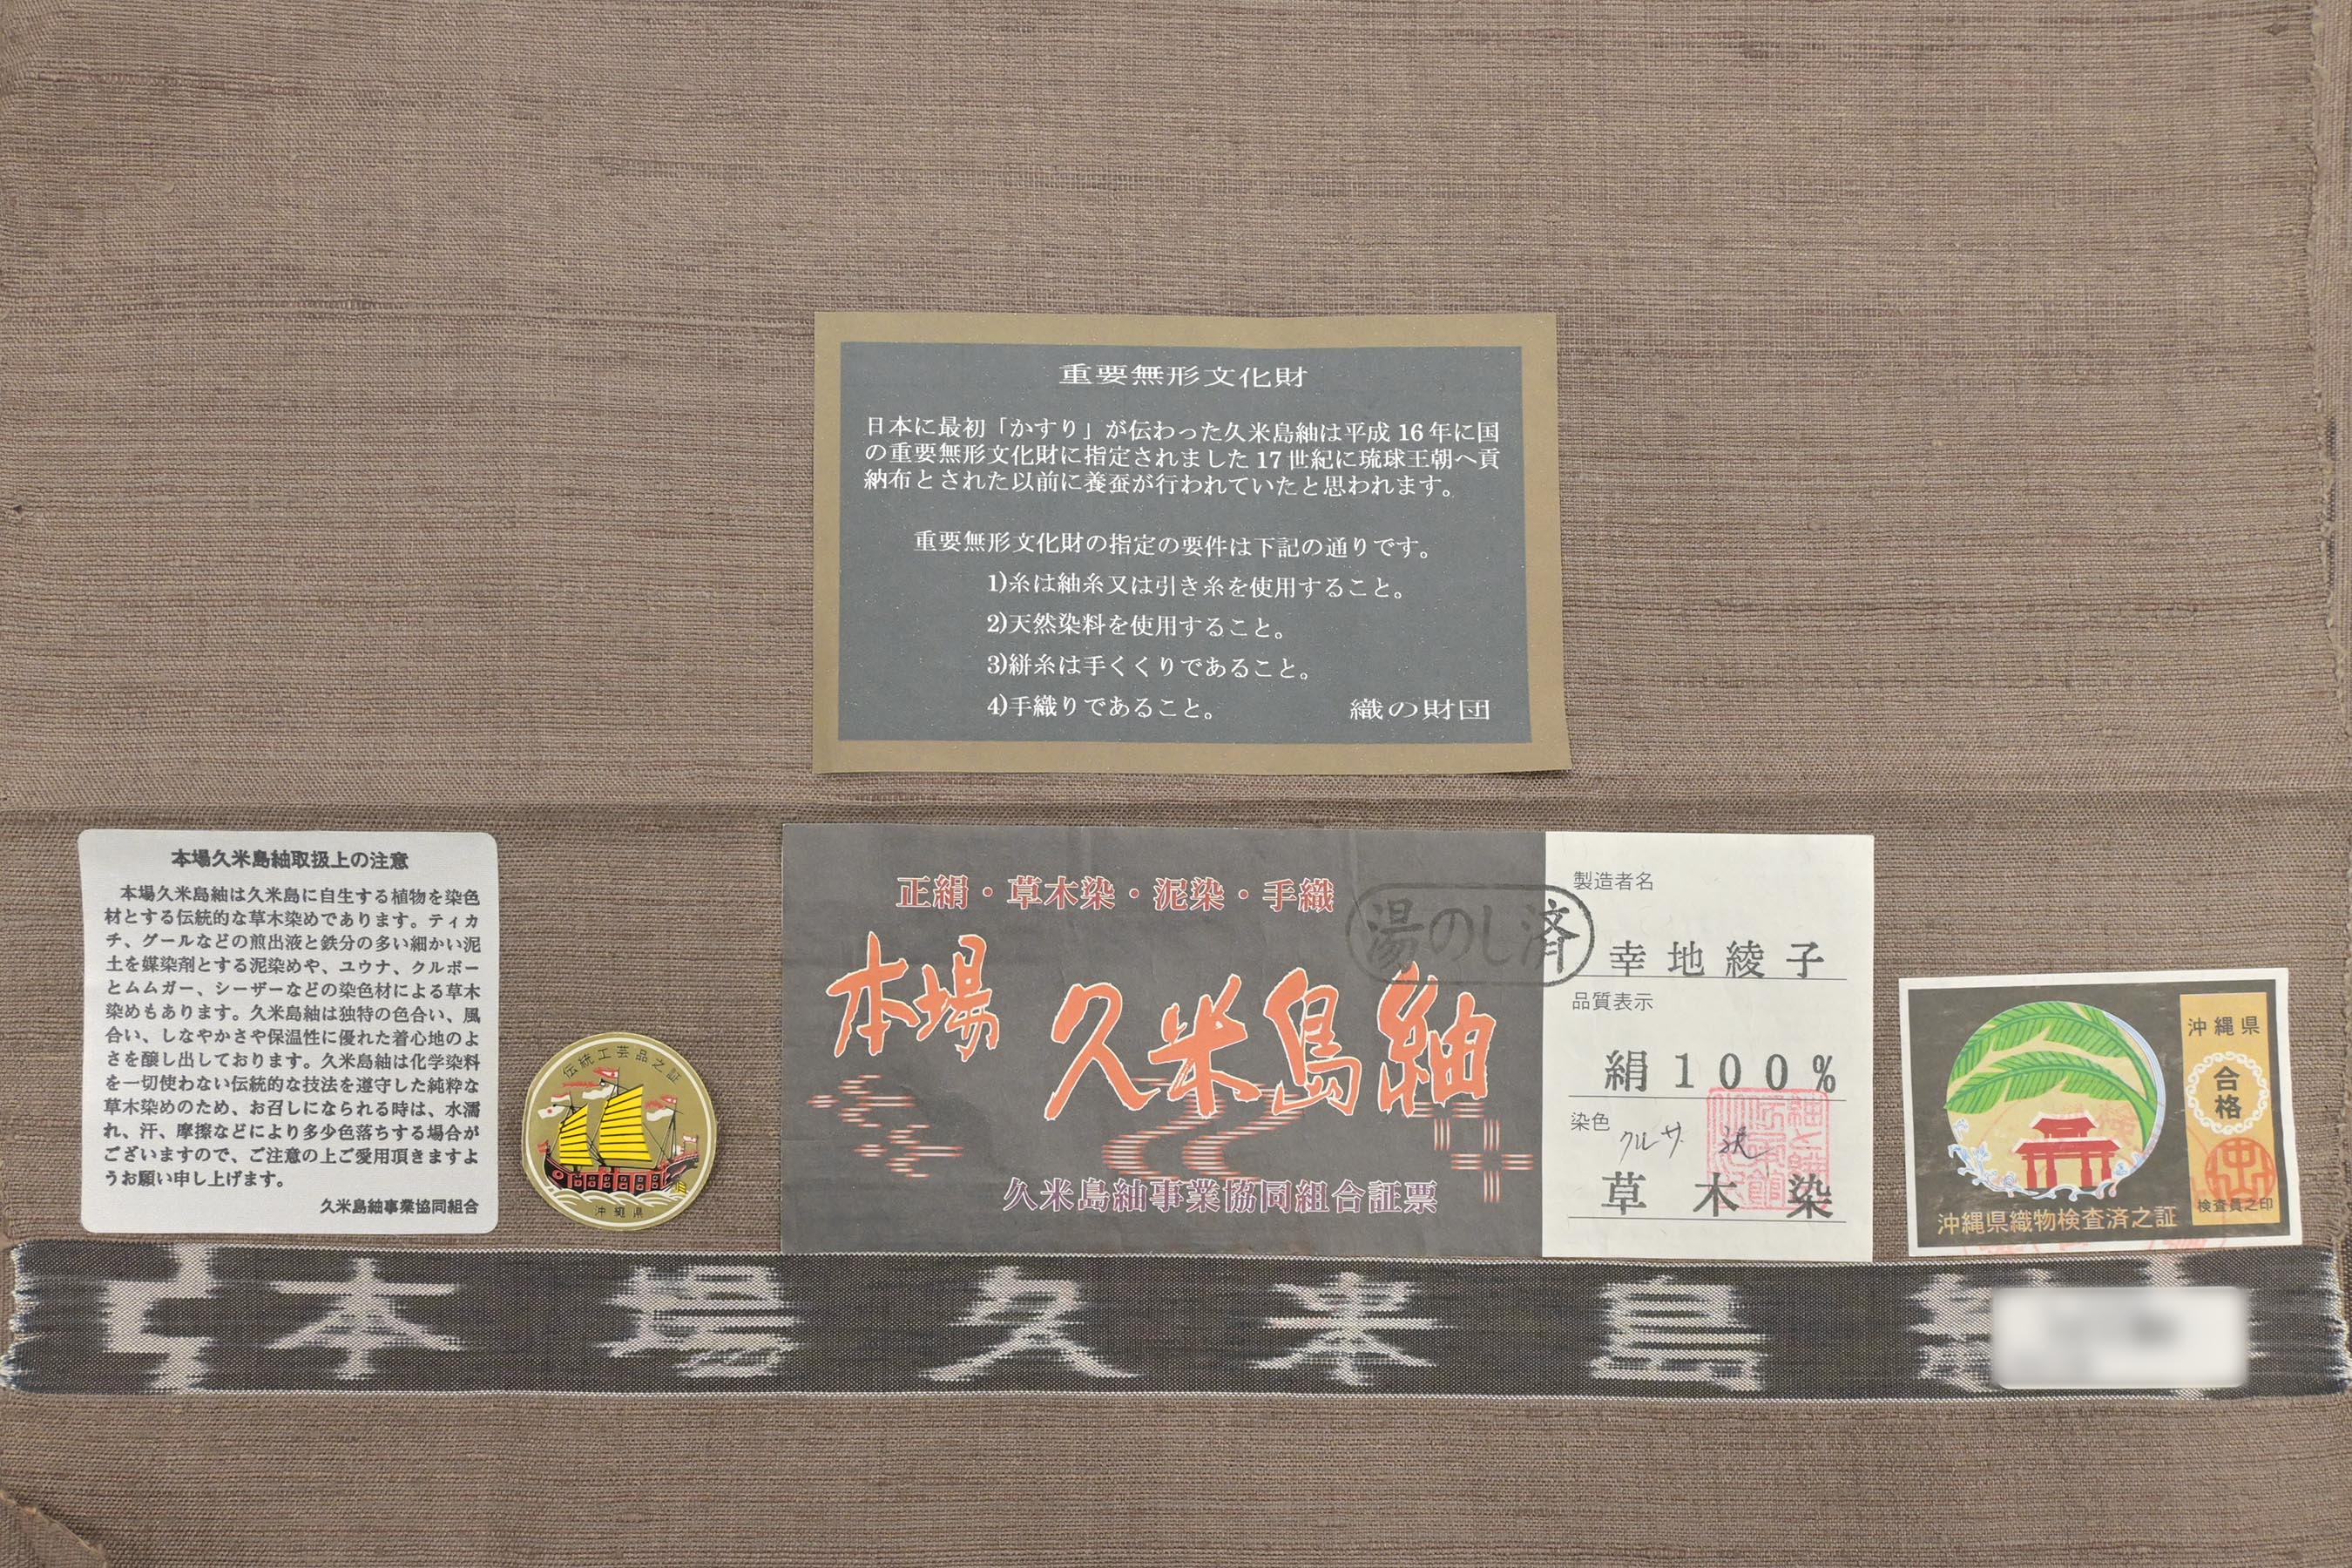 重要無形文化財
日本に最初「かすり」が伝わった久米島紬は平成16年に国
の重要無形文化財に指定されました17世紀に琉球王朝へ貢
納布とされた以前に養蚕が行われていたと思われます。
重要無形文化財の指定の要件は下記の通りです。
1)糸は紬糸又は引き糸を使用すること。
2)天然染料を使用すること。
3)絣糸は手くくりであること。
4)手織りであること。
織の財団
本場久米島紬取扱上の注意
本場久米島紬は久米島に自生する植物を染色
材とする伝統的な草木染めであります。ティカ
チ、グールなどの煎出液と鉄分の多い細かい泥
土を媒染剤とする泥染めや、ユウナ、クルボー
とムムガー、シーザーなどの染色材による草木
染めもあります。久米島紬は独特の色合い、風
合い、しなやかさや保温性に優れた着心地のよ
さを醸し出しております。久米島紬は化学染料
を一切使わない伝統的な技法を遵守した純粋な
草木染めのため、お召しになられる時は、水濡
れ、汗、摩擦などにより多少色落ちする場合が
ございますので、ご注意の上ご愛用頂きますよ
うお願い申し上げます。
久米島紬事業協同組合
伝統工芸品之証
沖縄県
正絹・草木染・泥染・手織
湯のし済
本場
久米島紬
久米島紬事業協同組合証票
製造者名
幸地綾子
品質表示
絹100%
染色
草木染
沖縄県
合格
検査員之印
沖縄県織物検査済之証
本場久米島